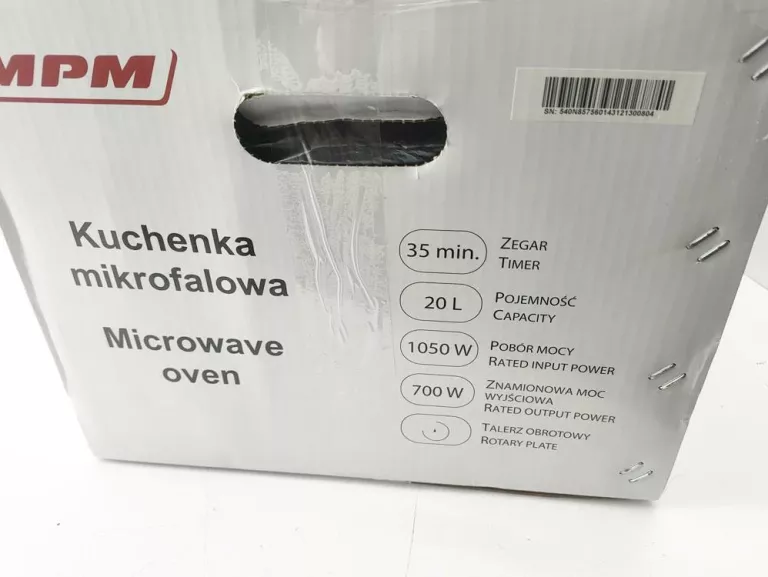 MPM
SN: 540N857560143121300804
Kuchenka
mikrofalowa
Microwave
oven
35 min.
ZEGAR
TIMER
20 L
POJEMNOŚĆ
CAPACITY
1050 W
POBÓR MOCY
RATED INPUT POWER
700 W
ZNAMIONOWA MOC
WYJŚCIOWA
RATED OUTPUT POWER
TALERZ OBROTOWY
ROTARY PLATE